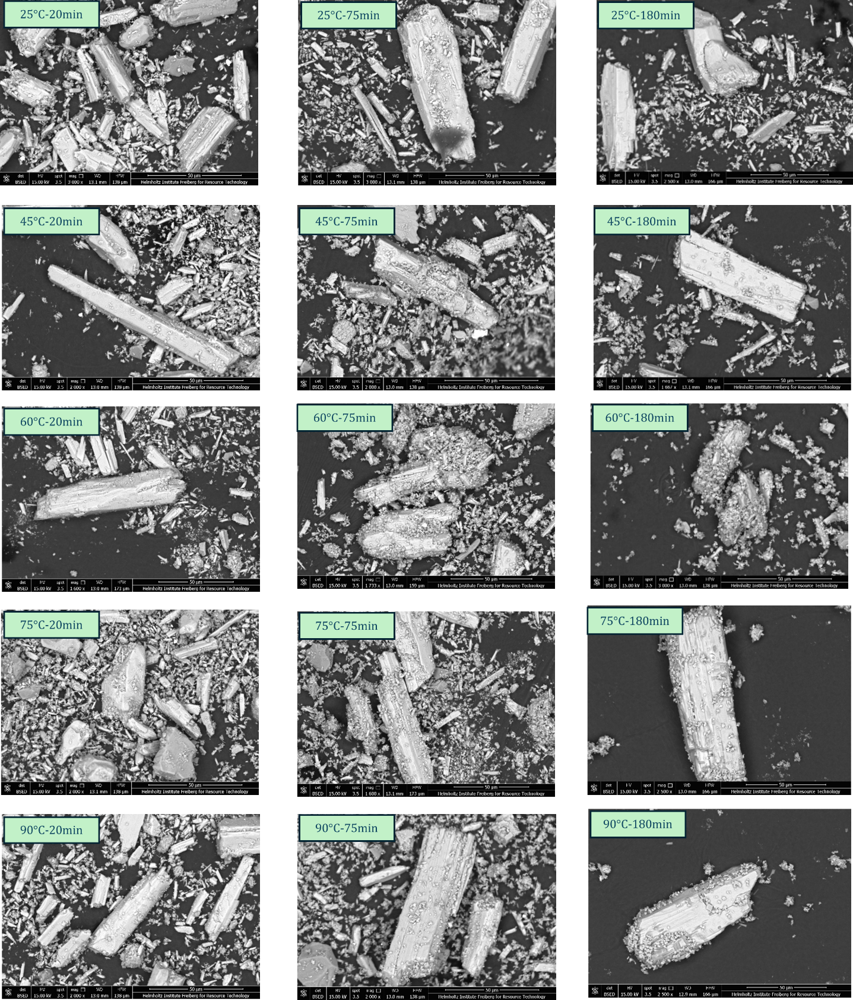 25°C-20min
25°C-75min
25°C-180min
det HV spot mag WD HFW 50 µm
BSED 15.00 kV 3.5 3 000 x 13.1 mm 138 µm Helmholtz Institute Freiberg for Resource Technology
det HV spot mag WD HFW 50 µm
BSED 15.00 kV 3.5 3 000 x 13.1 mm 138 µm Helmholtz Institute Freiberg for Resource Technology
det HV spot mag WD HFW 50 µm
BSED 15.00 kV 3.5 2 500 x 13.0 mm 166 µm Helmholtz Institute Freiberg for Resource Technology
45°C-20min
45°C-75min
45°C-180min
det HV spot mag WD HFW 50 µm
BSED 15.00 kV 3.5 2 000 x 13.0 mm 138 µm Helmholtz Institute Freiberg for Resource Technology
det HV spot mag WD HFW 50 µm
BSED 15.00 kV 3.5 2 000 x 13.0 mm 138 µm Helmholtz Institute Freiberg for Resource Technology
det HV spot mag WD HFW 50 µm
BSED 15.00 kV 3.5 1 667 x 13.1 mm 166 µm Helmholtz Institute Freiberg for Resource Technology
60°C-20min
60°C-75min
60°C-180min
det HV spot mag WD HFW 50 µm
BSED 15.00 kV 3.5 1 600 x 13.0 mm 173 µm Helmholtz Institute Freiberg for Resource Technology
det HV spot mag WD HFW 50 µm
BSED 15.00 kV 3.5 1 733 x 13.0 mm 159 µm Helmholtz Institute Freiberg for Resource Technology
det HV spot mag WD HFW 50 µm
BSED 15.00 kV 3.5 3 000 x 13.0 mm 138 µm Helmholtz Institute Freiberg for Resource Technology
75°C-20min
75°C-75min
75°C-180min
det HV spot mag WD HFW 50 µm
BSED 15.00 kV 3.5 2 000 x 13.1 mm 138 µm Helmholtz Institute Freiberg for Resource Technology
det HV spot mag WD HFW 50 µm
BSED 15.00 kV 3.5 1 600 x 13.1 mm 173 µm Helmholtz Institute Freiberg for Resource Technology
det HV spot mag WD HFW 50 µm
BSED 15.00 kV 3.5 2 500 x 13.0 mm 166 µm Helmholtz Institute Freiberg for Resource Technology
90°C-20min
90°C-75min
90°C-180min
det HV spot mag WD HFW 50 µm
BSED 15.00 kV 3.5 2 000 x 13.0 mm 138 µm Helmholtz Institute Freiberg for Resource Technology
det HV spot mag WD HFW 50 µm
BSED 15.00 kV 3.5 2 000 x 13.0 mm 138 µm Helmholtz Institute Freiberg for Resource Technology
det HV spot mag WD HFW 50 µm
BSED 15.00 kV 3.5 2 500 x 12.9 mm 166 µm Helmholtz Institute Freiberg for Resource Technology